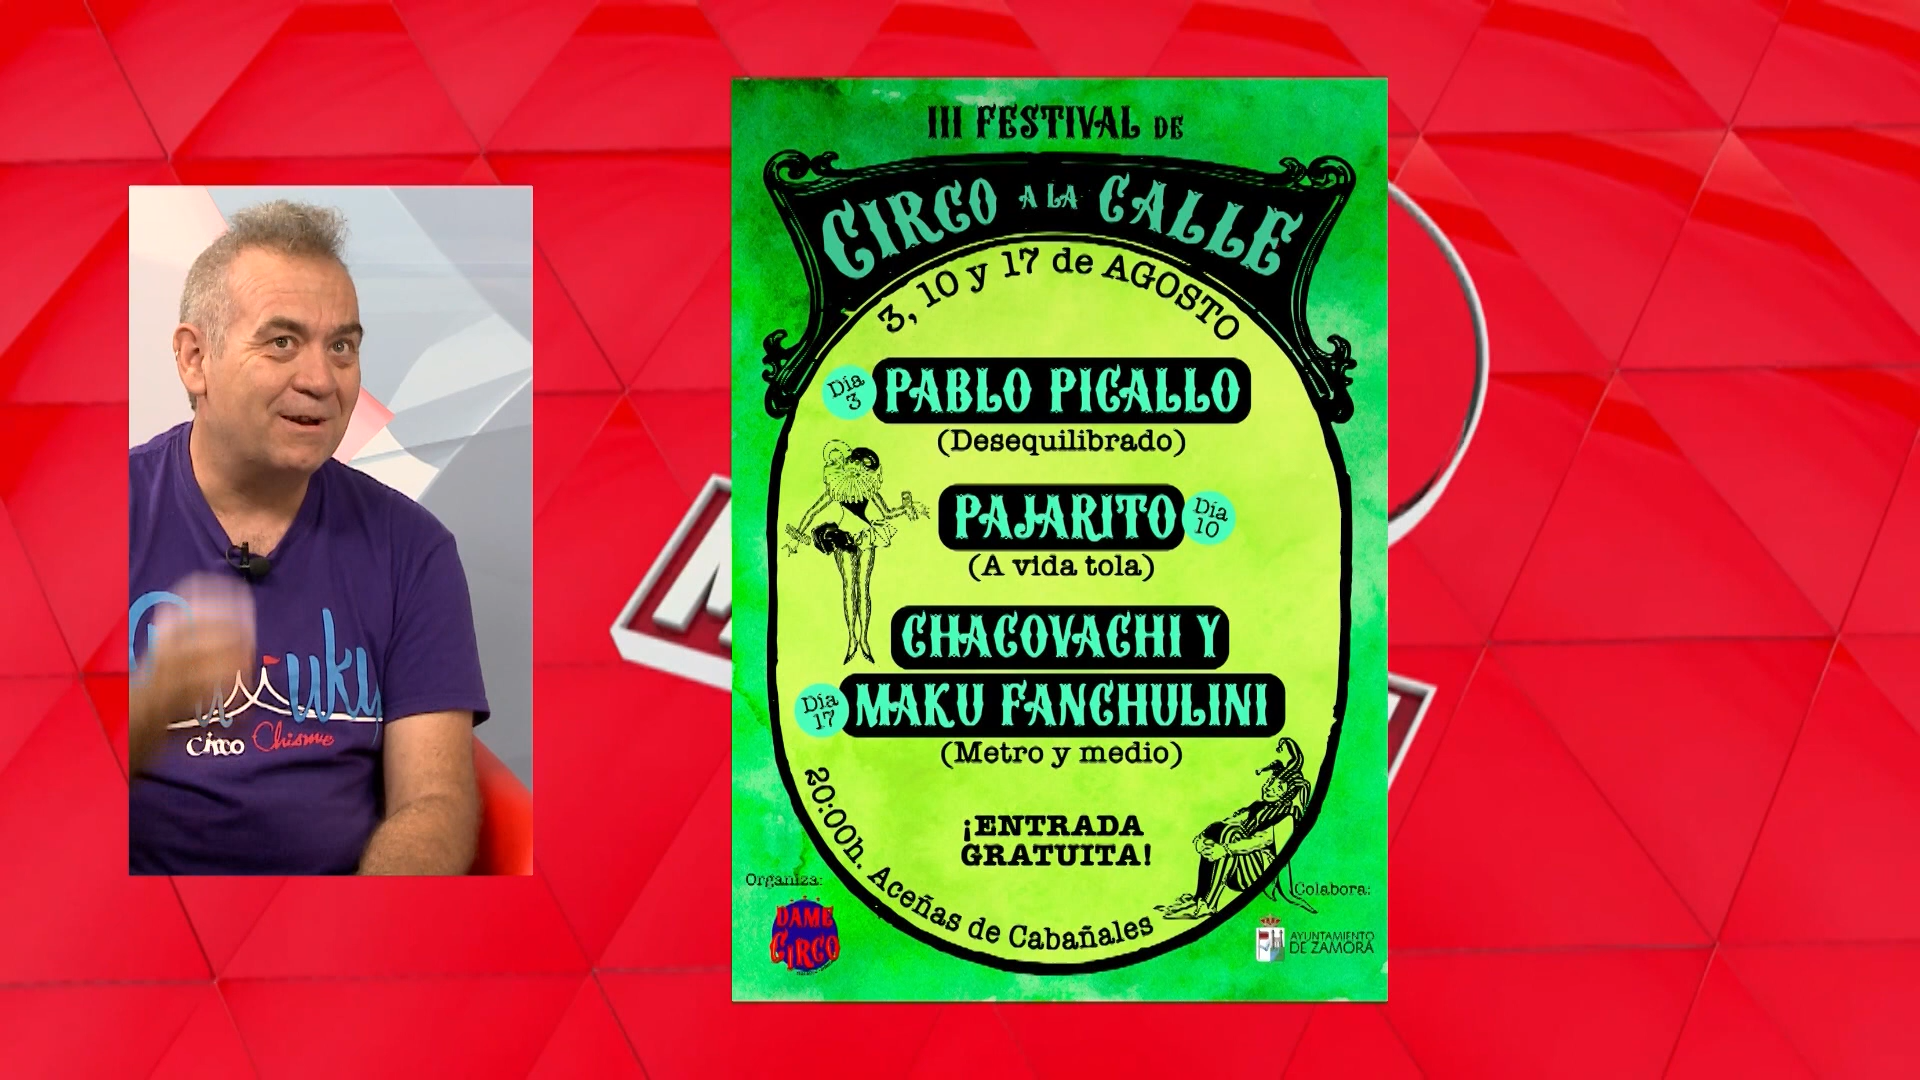 III FESTIVAL DE
CIRCO A LA CALLE
3, 10 y 17 de AGOSTO
Día 3
PABLO PICALLO
(Desequilibrado)
PAJARITO
Día 10
(A vida tola)
CHACOVACHI Y
Día 17
MAKU FANCHULINI
(Metro y medio)
¡ENTRADA
GRATUITA!
20:00h. Aceñas de Cabañales
Organiza:
DAME
CIRCO
Colabora:
AYUNTAMIENTO
DE ZAMORA
uky
circo Chisme